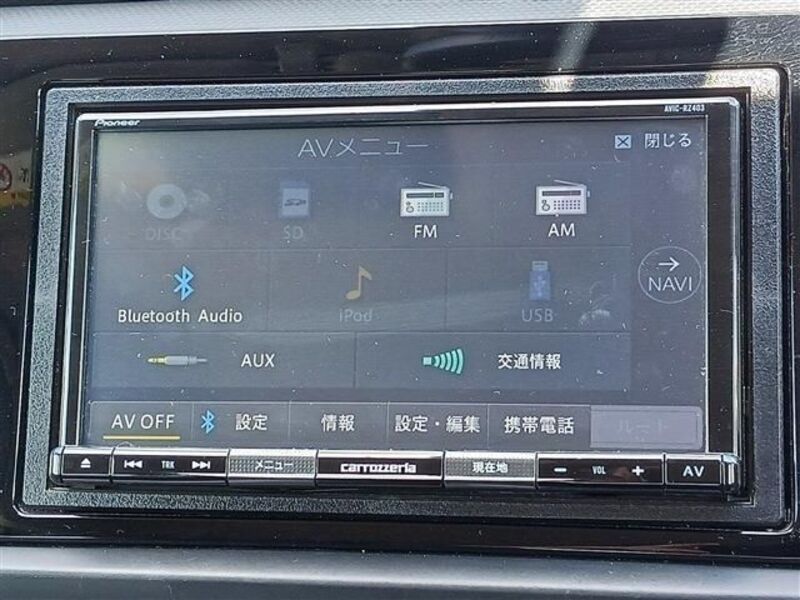 Pioneer
AVIC-RZ403
AVメニュー
閉じる
DISC
SD
FM
AM
NAVI
Bluetooth Audio
iPod
USB
AUX
交通情報
AV OFF
設定
情報
設定・編集
携帯電話
ルート
TRK
メニュー
carrozzeria
現在地
VOL
AV